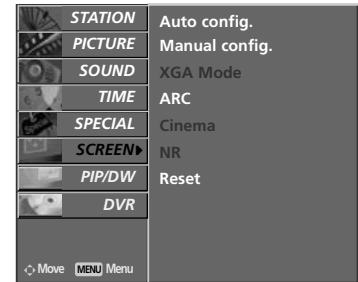 STATION
PICTURE
SOUND
TIME
SPECIAL
SCREEN
PIP/DW
DVR
Move MENU Menu
Auto config.
Manual config.
XGA Mode
ARC
Cinema
NR
Reset